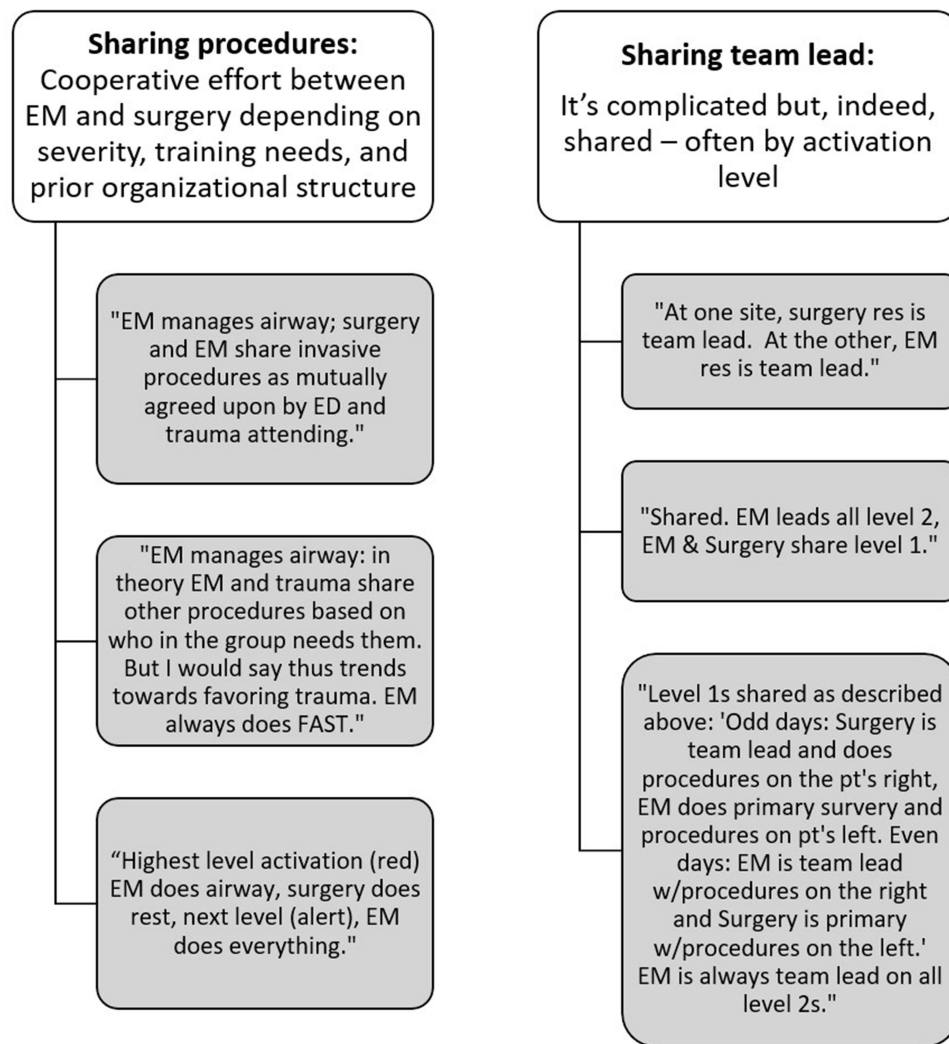 Sharing procedures:
Cooperative effort between
EM and surgery depending on
severity, training needs, and
prior organizational structure
"EM manages airway; surgery
and EM share invasive
procedures as mutually
agreed upon by ED and
trauma attending."
"EM manages airway: in
theory EM and trauma share
other procedures based on
who in the group needs them.
But I would say thus trends
towards favoring trauma. EM
always does FAST."
“Highest level activation (red)
EM does airway, surgery does
rest, next level (alert), EM
does everything."
Sharing team lead:
It’s complicated but, indeed,
shared – often by activation
level
"At one site, surgery res is
team lead.  At the other, EM
res is team lead."
"Shared. EM leads all level 2,
EM & Surgery share level 1."
"Level 1s shared as described
above: 'Odd days: Surgery is
team lead and does
procedures on the pt's right,
EM does primary survery and
procedures on pt's left. Even
days: EM is team lead
w/procedures on the right
and Surgery is primary
w/procedures on the left.'
EM is always team lead on all
level 2s."